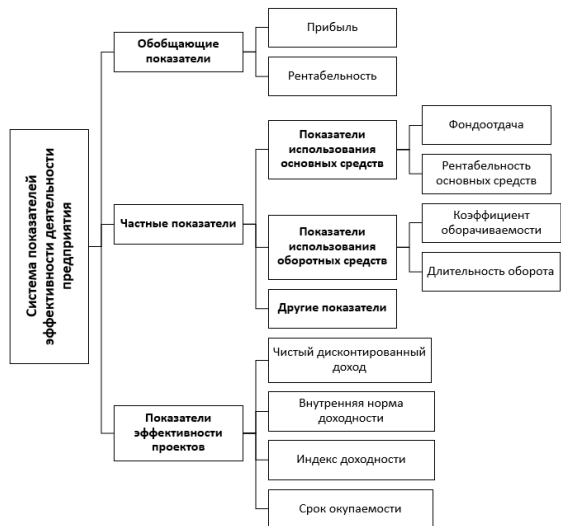 Система показателей
эффективности деятельности
предприятия
Обобщающие
показатели
Прибыль
Рентабельность
Частные показатели
Показатели
использования
основных средств
Фондоотдача
Рентабельность
основных средств
Показатели
использования
оборотных средств
Коэффициент
оборачиваемости
Длительность оборота
Другие показатели
Показатели
эффективности
проектов
Чистый дисконтированный
доход
Внутренняя норма
доходности
Индекс доходности
Срок окупаемости